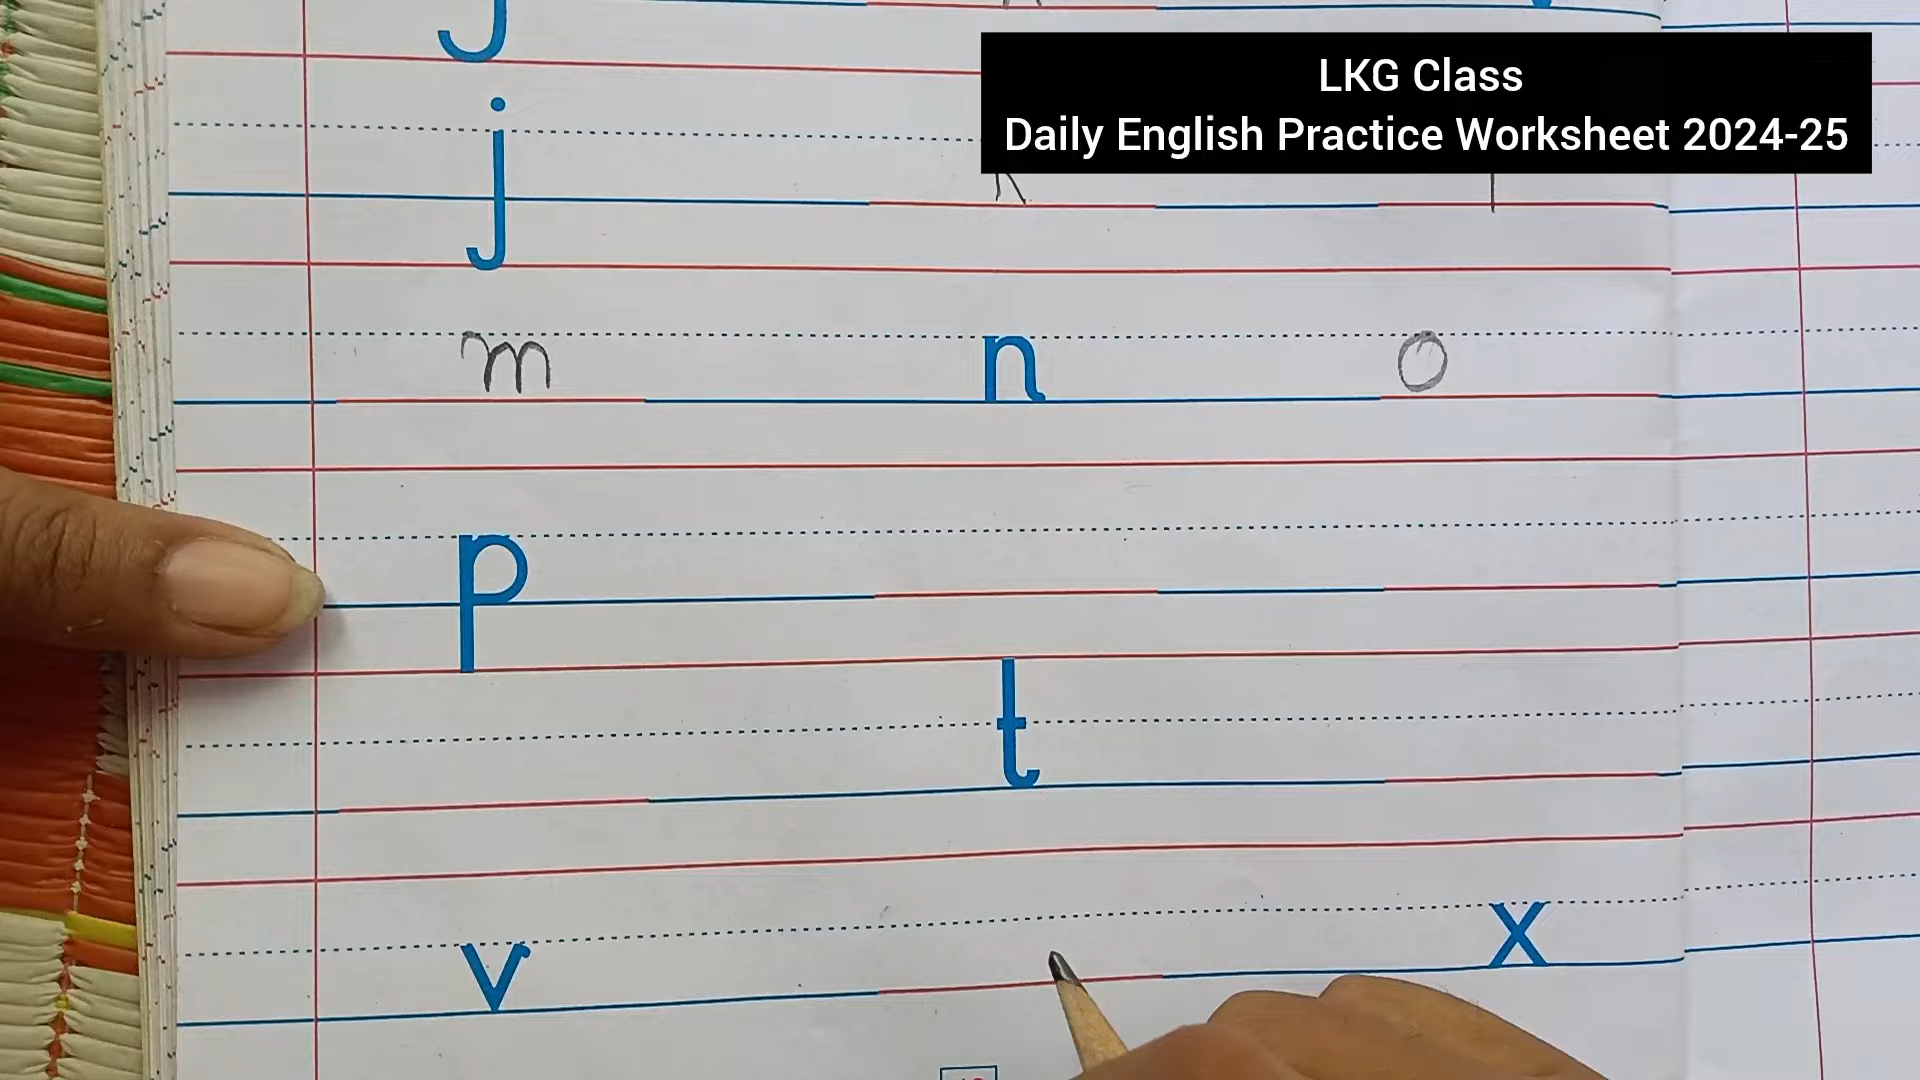 LKG Class
Daily English Practice Worksheet 2024-25
j
m n o
p
t
v x